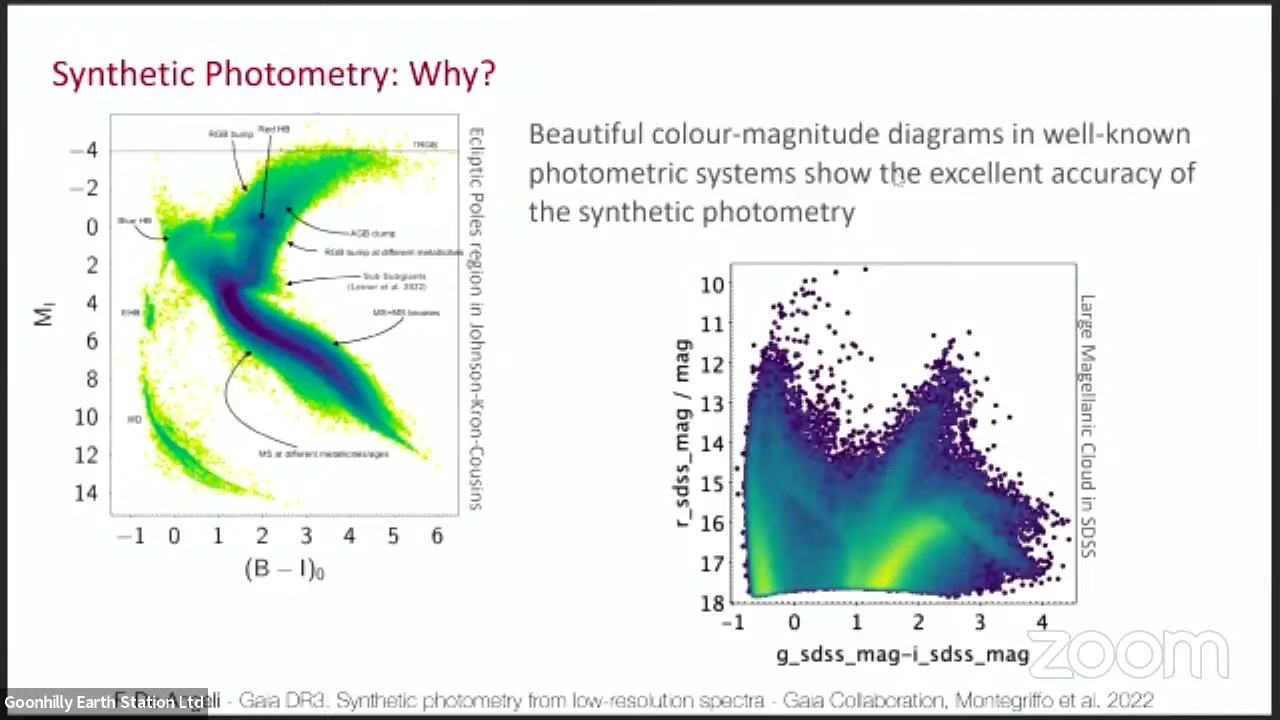 Synthetic Photometry: Why?
Beautiful colour-magnitude diagrams in well-known
photometric systems show the excellent accuracy of
the synthetic photometry
RGB bump
Red HB
TRGB
Blue HB
AGB clump
RGB bump at different metallicities
Sub Subgiants
(Leiner et al. 2022)
MS+MS binaries
EHB
WD
MS at different metallicities/ages
−4
−2
0
2
4
6
8
10
12
14
M_I
−1 0 1 2 3 4 5 6
(B − I)₀
Ecliptic Poles region in Johnson-Kron-Cousins
10
11
12
13
14
15
16
17
18
r_sdss_mag / mag
−1 0 1 2 3 4
g_sdss_mag-i_sdss_mag
Large Magellanic Cloud in SDSS
zoom
F. De Angeli - Gaia DR3: Synthetic photometry from low-resolution spectra - Gaia Collaboration, Montegriffo et al. 2022
Goonhilly Earth Station Ltd